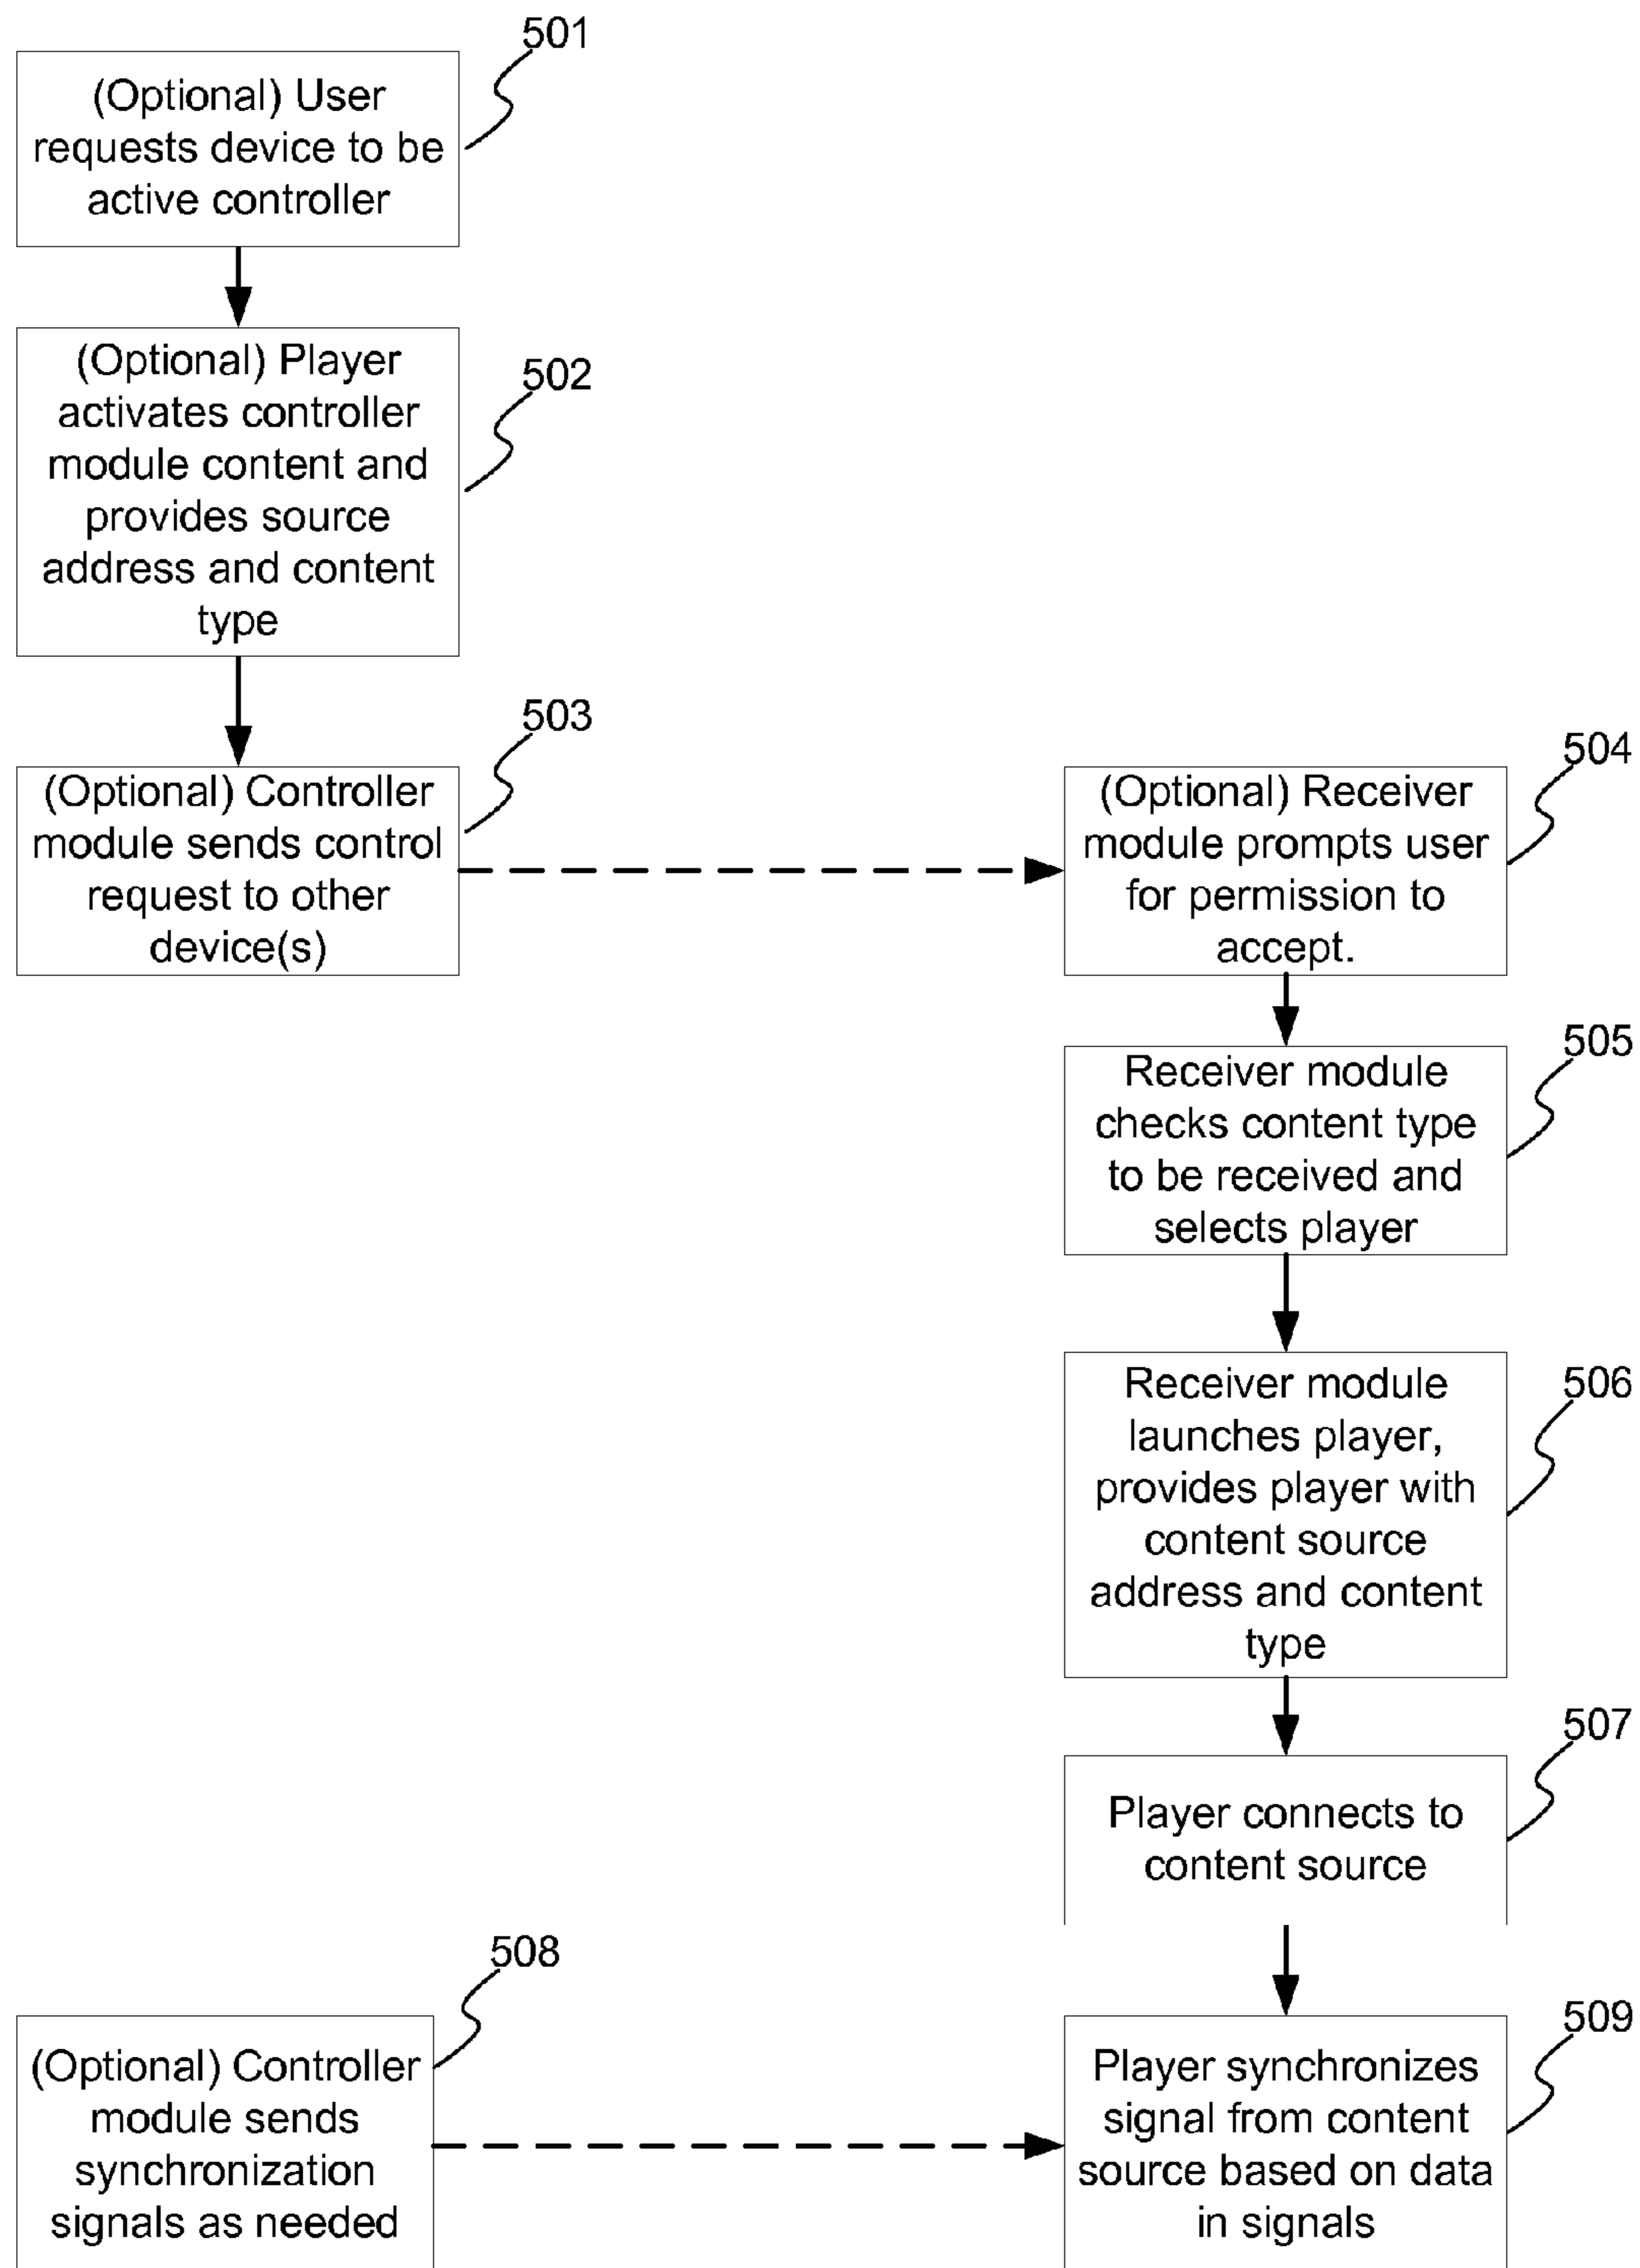 501
(Optional) User
requests device to be
active controller
502
(Optional) Player
activates controller
module content and
provides source
address and content
type
503
(Optional) Controller
module sends control
request to other
device(s)
504
(Optional) Receiver
module prompts user
for permission to
accept.
505
Receiver module
checks content type
to be received and
selects player
506
Receiver module
launches player,
provides player with
content source
address and content
type
507
Player connects to
content source
508
(Optional) Controller
module sends
synchronization
signals as needed
509
Player synchronizes
signal from content
source based on data
in signals